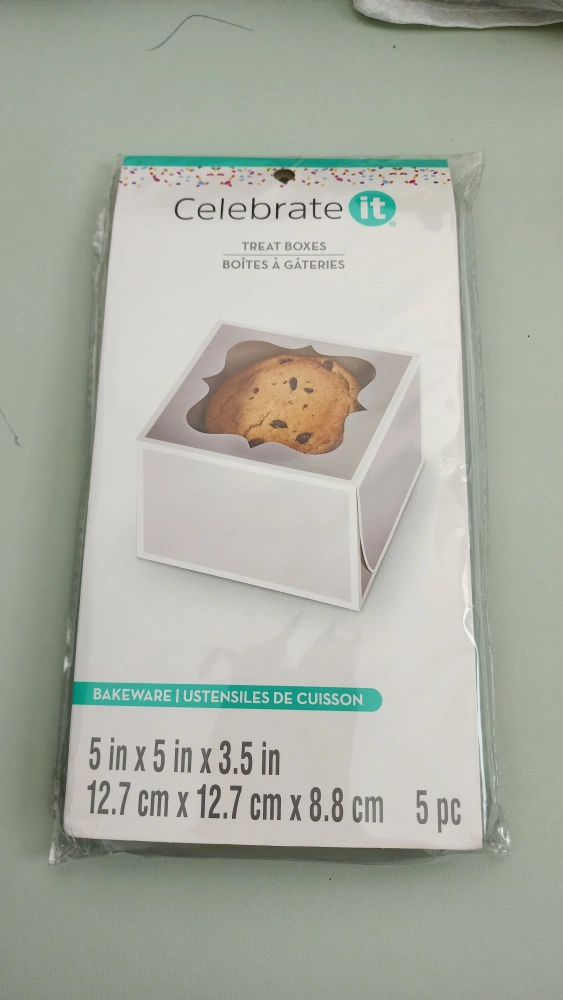 Celebrate it®
TREAT BOXES
BOÎTES À GÂTERIES
BAKEWARE | USTENSILES DE CUISSON
5 in x 5 in x 3.5 in
12.7 cm x 12.7 cm x 8.8 cm 5 pc